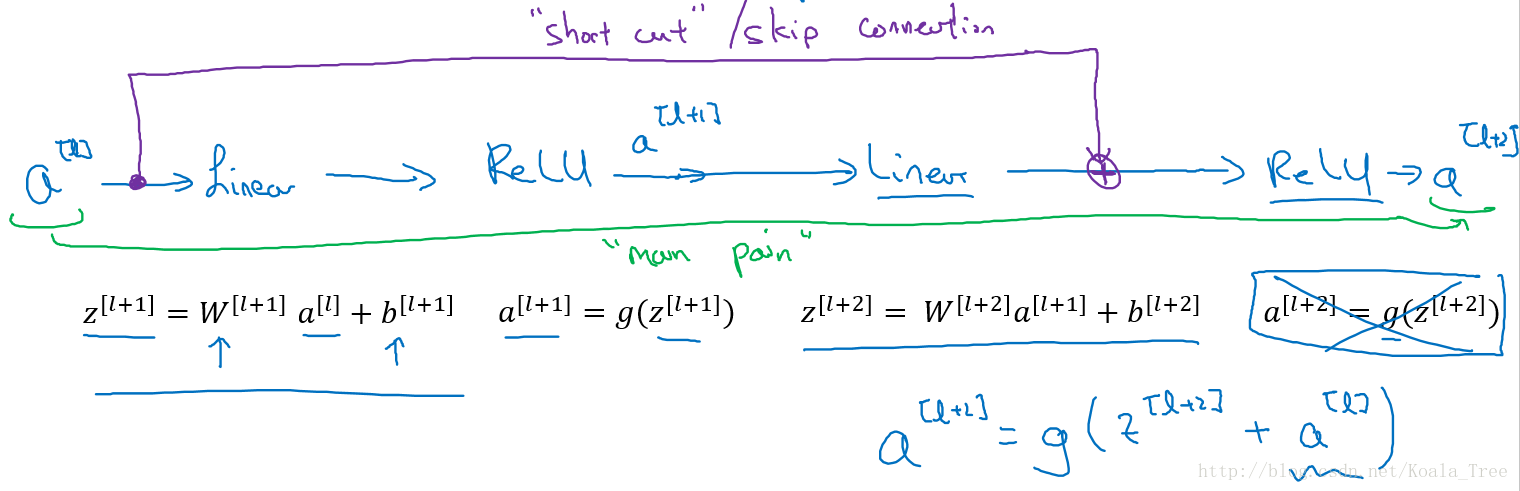 "short cut" /skip connection
a^[l] → Linear → ReLU a^[l+1] → Linear → ReLU → a^[l+2]
"main pain"
z^[l+1] = W^[l+1] a^[l] + b^[l+1]   a^[l+1] = g(z^[l+1])   z^[l+2] = W^[l+2]a^[l+1] + b^[l+2]   a^[l+2] = g(z^[l+2])
a^[l+2] = g(z^[l+2] + a^[l])
http://blog.csdn.net/Koala_Tree